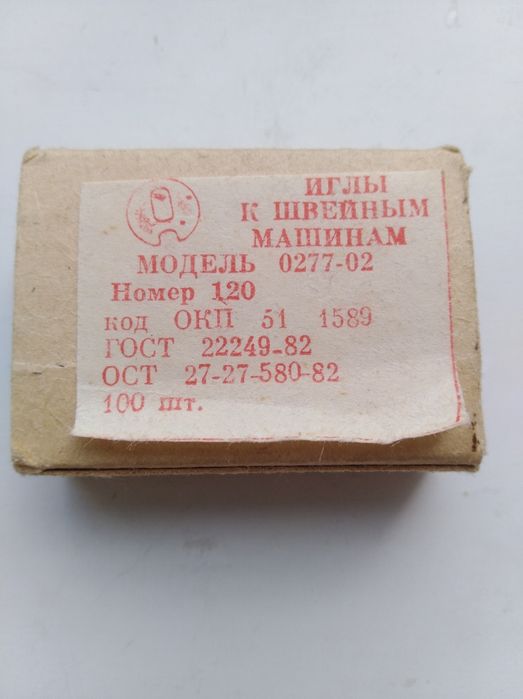 ИГЛЫ
К ШВЕЙНЫМ
МАШИНАМ
МОДЕЛЬ 0277-02
Номер 120
код ОКП 51 1589
ГОСТ 22249-82
ОСТ 27-27-580-82
100 шт.